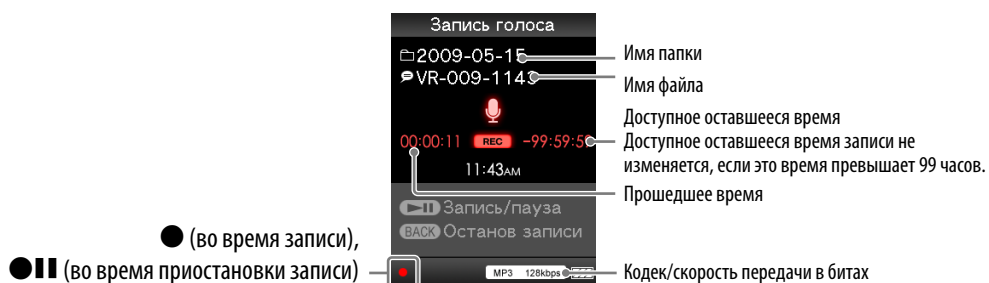 Запись голоса
2009-05-15
VR-009-1143
00:00:11 REC -99:59:59
11:43AM
Запись/пауза
BACK Останов записи
MP3 128kbps
Имя папки
Имя файла
Доступное оставшееся время
Доступное оставшееся время записи не
изменяется, если это время превышает 99 часов.
Прошедшее время
Кодек/скорость передачи в битах
(во время записи),
(во время приостановки записи)